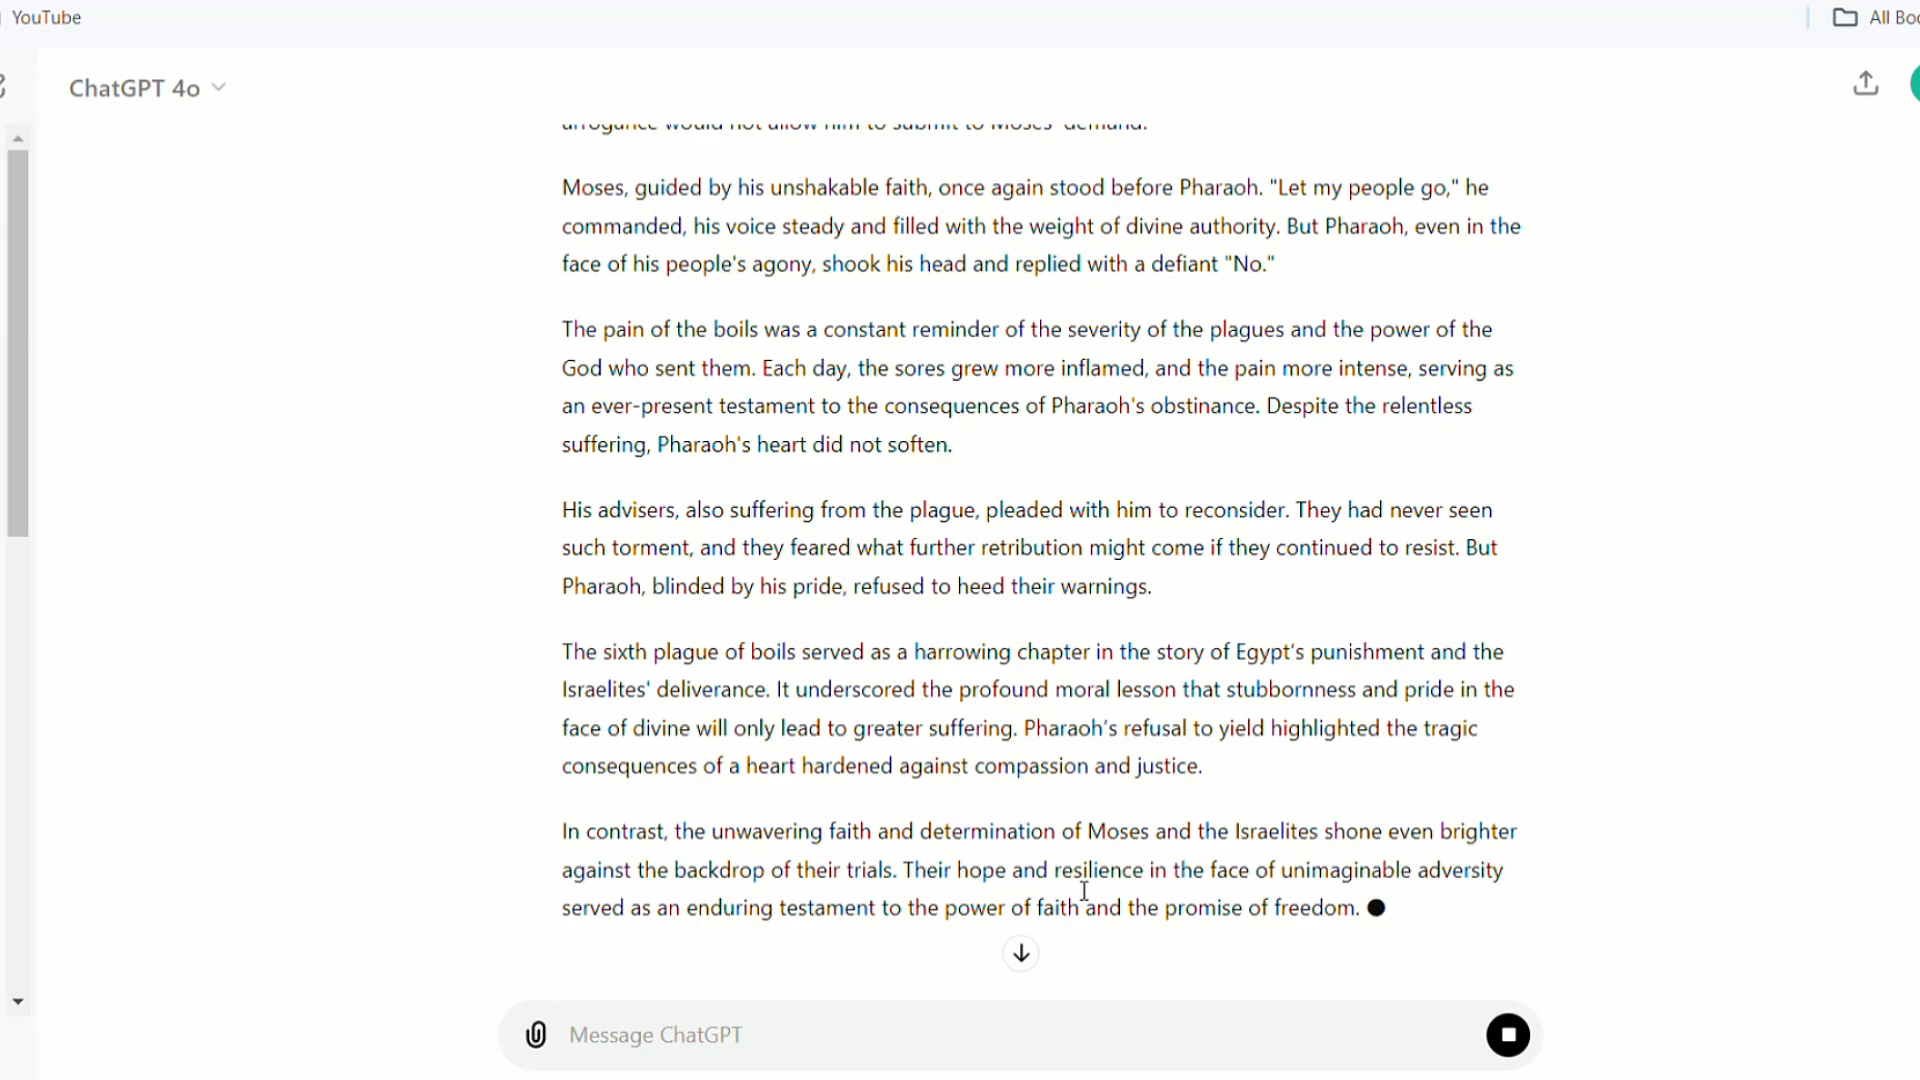 YouTube
All Boo
ChatGPT 4o
arrogance would not allow him to submit to Moses' demand.
Moses, guided by his unshakable faith, once again stood before Pharaoh. "Let my people go," he
commanded, his voice steady and filled with the weight of divine authority. But Pharaoh, even in the
face of his people's agony, shook his head and replied with a defiant "No."
The pain of the boils was a constant reminder of the severity of the plagues and the power of the
God who sent them. Each day, the sores grew more inflamed, and the pain more intense, serving as
an ever-present testament to the consequences of Pharaoh's obstinance. Despite the relentless
suffering, Pharaoh's heart did not soften.
His advisers, also suffering from the plague, pleaded with him to reconsider. They had never seen
such torment, and they feared what further retribution might come if they continued to resist. But
Pharaoh, blinded by his pride, refused to heed their warnings.
The sixth plague of boils served as a harrowing chapter in the story of Egypt's punishment and the
Israelites' deliverance. It underscored the profound moral lesson that stubbornness and pride in the
face of divine will only lead to greater suffering. Pharaoh's refusal to yield highlighted the tragic
consequences of a heart hardened against compassion and justice.
In contrast, the unwavering faith and determination of Moses and the Israelites shone even brighter
against the backdrop of their trials. Their hope and resilience in the face of unimaginable adversity
served as an enduring testament to the power of faith and the promise of freedom.
Message ChatGPT